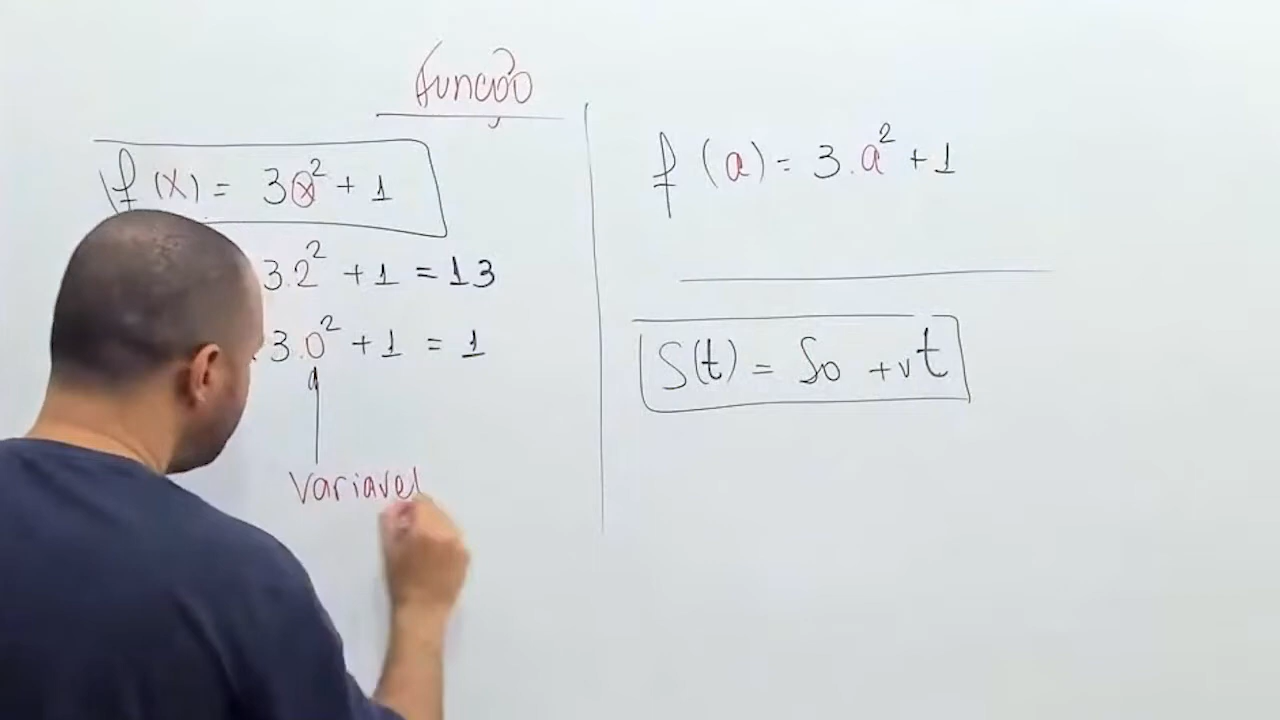 Função
f(x) = 3x² + 1
3.2² + 1 = 13
3.0² + 1 = 1
Variavel
f(a) = 3.a² + 1
S(t) = So + vt